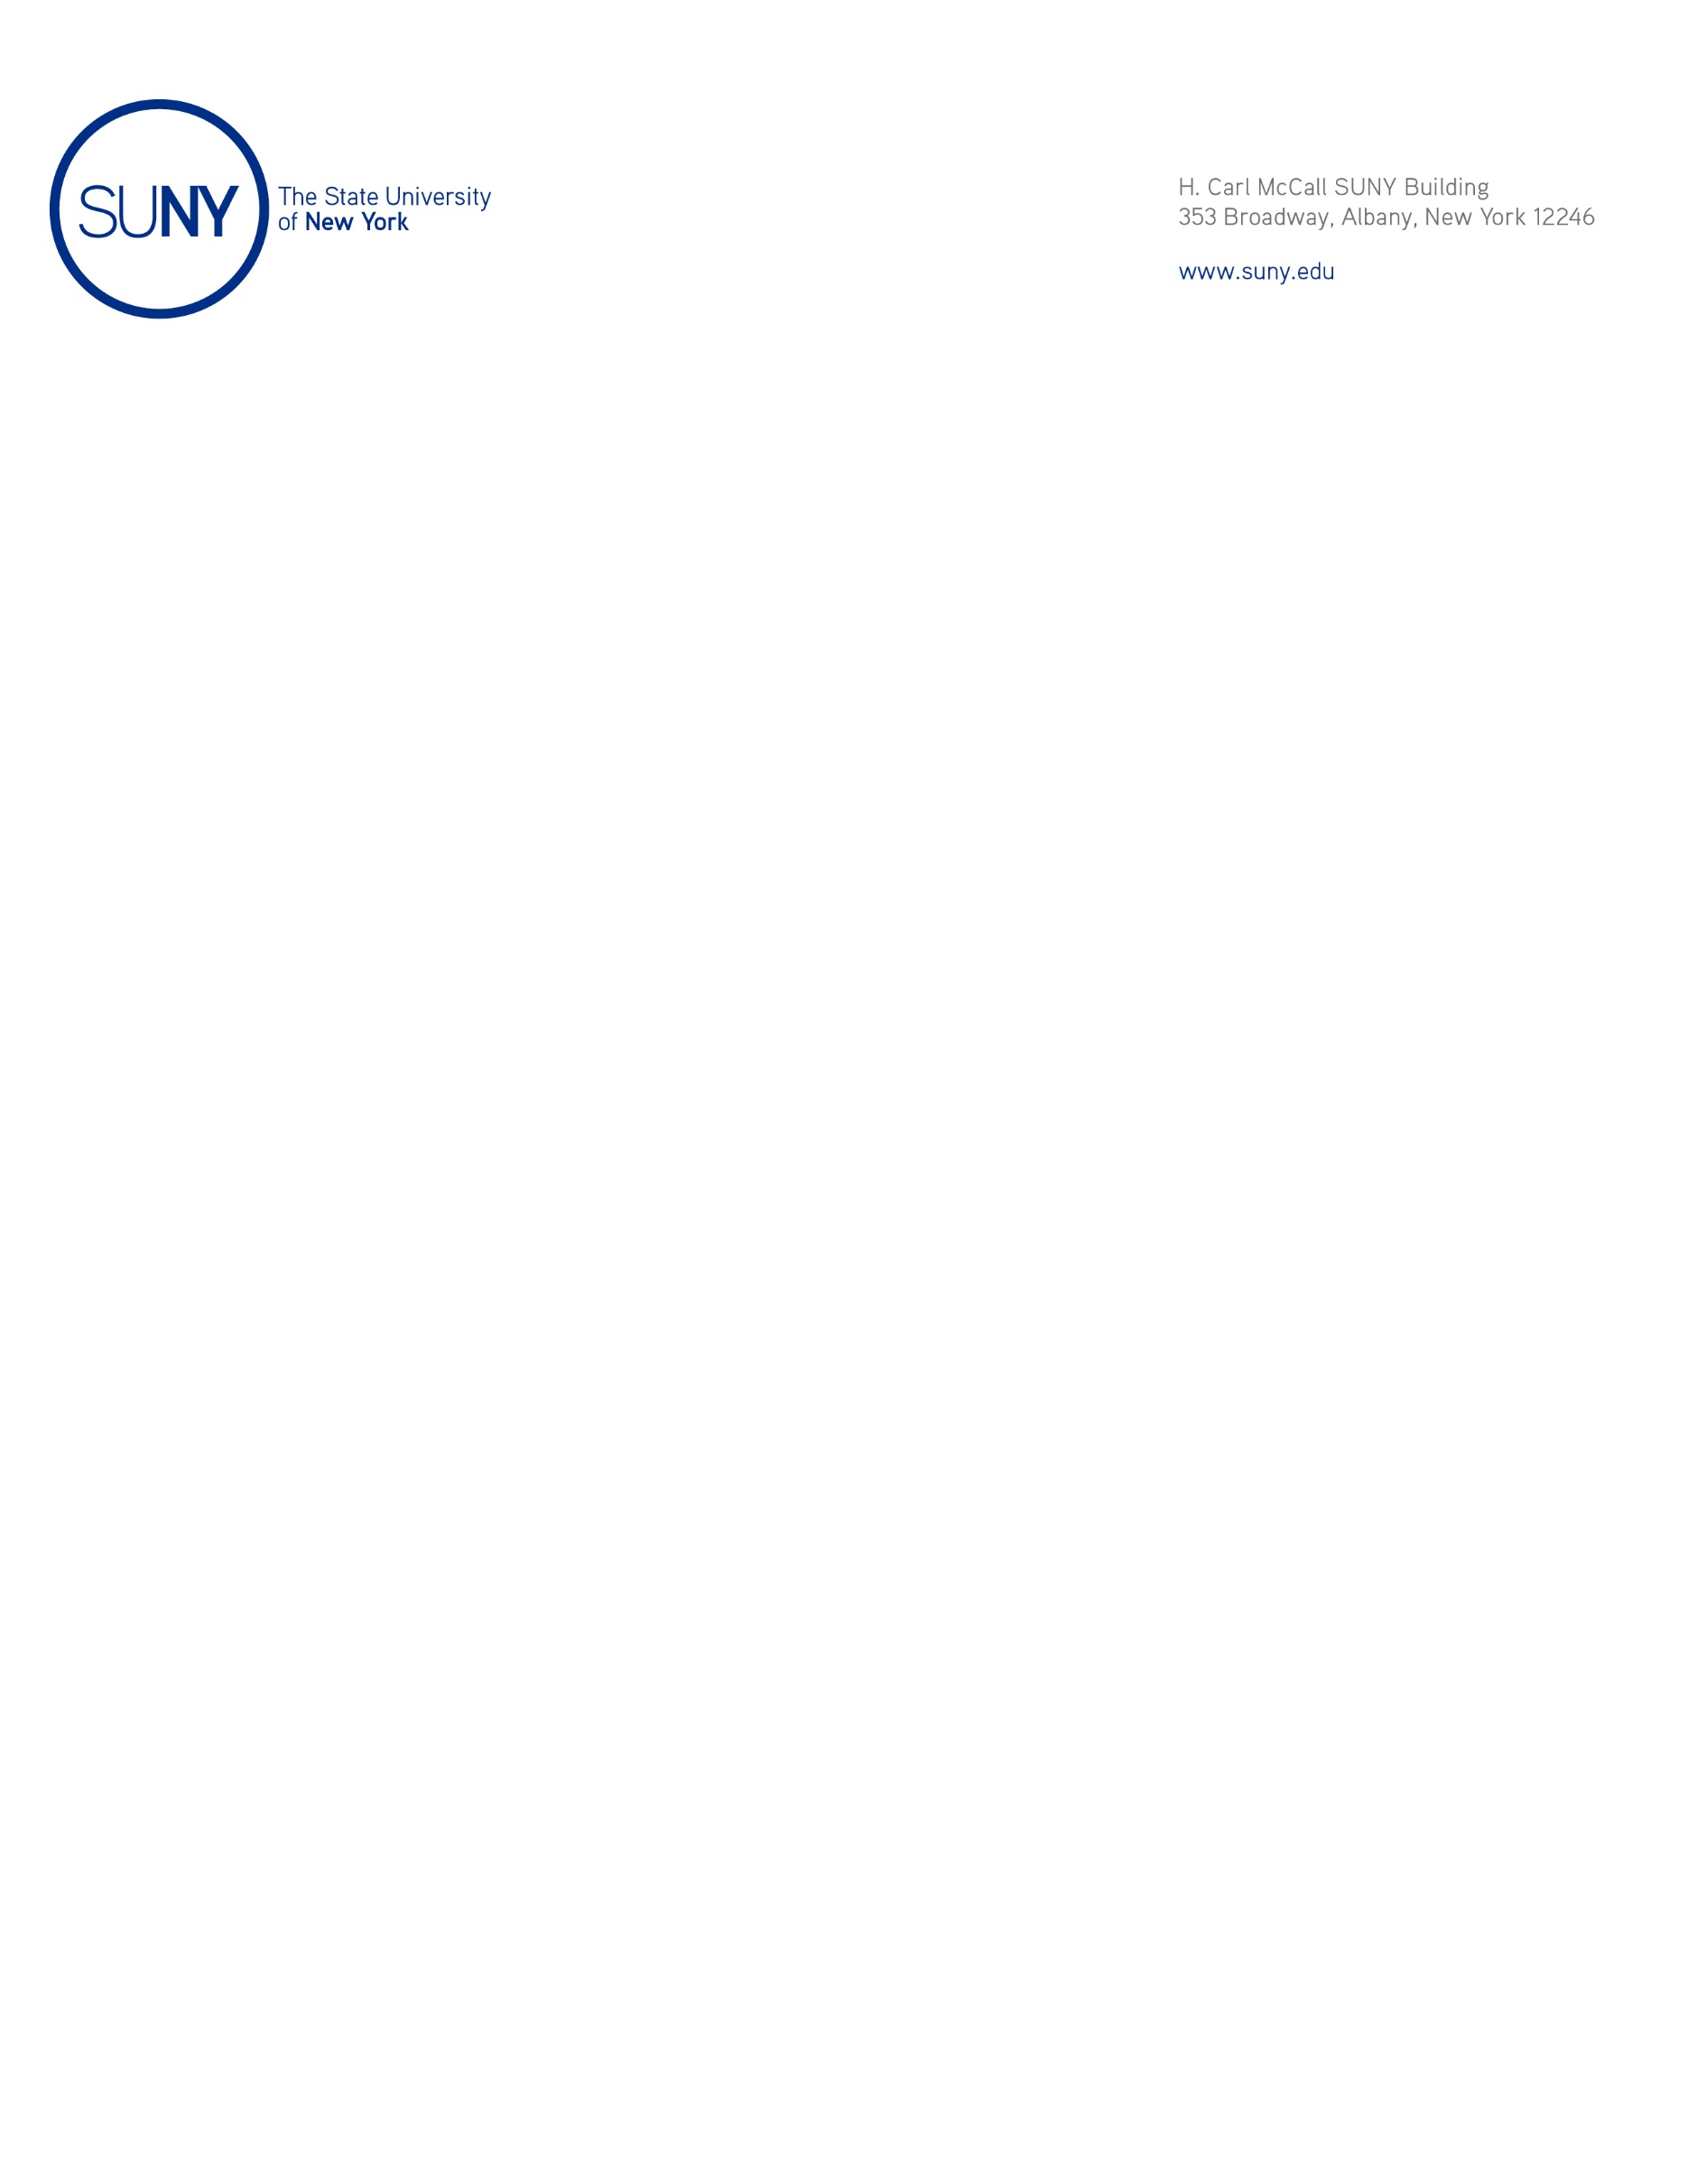 SUNY
The State University
of New York
H. Carl McCall SUNY Building
353 Broadway, Albany, New York 12246
www.suny.edu